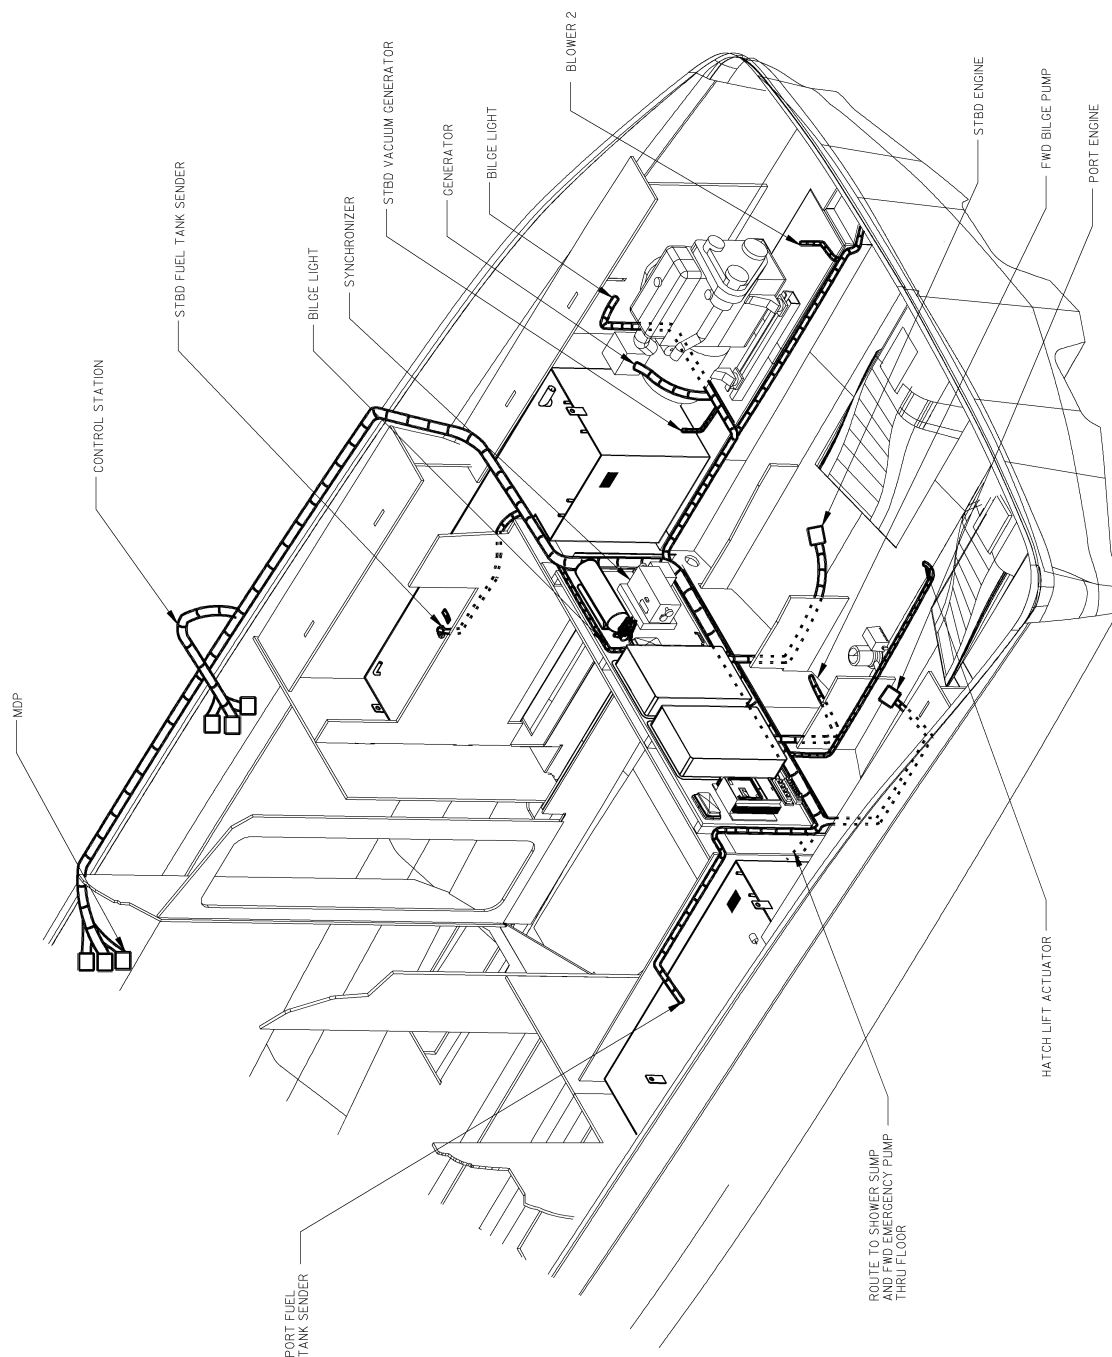 MDP
CONTROL STATION
STBD FUEL TANK SENDER
BILGE LIGHT
SYNCHRONIZER
STBD VACUUM GENERATOR
GENERATOR
BILGE LIGHT
BLOWER 2
STBD ENGINE
FWD BILGE PUMP
PORT ENGINE
PORT FUEL
TANK SENDER
ROUTE TO SHOWER SUMP
AND FWD EMERGENCY PUMP
THRU FLOOR
HATCH LIFT ACTUATOR